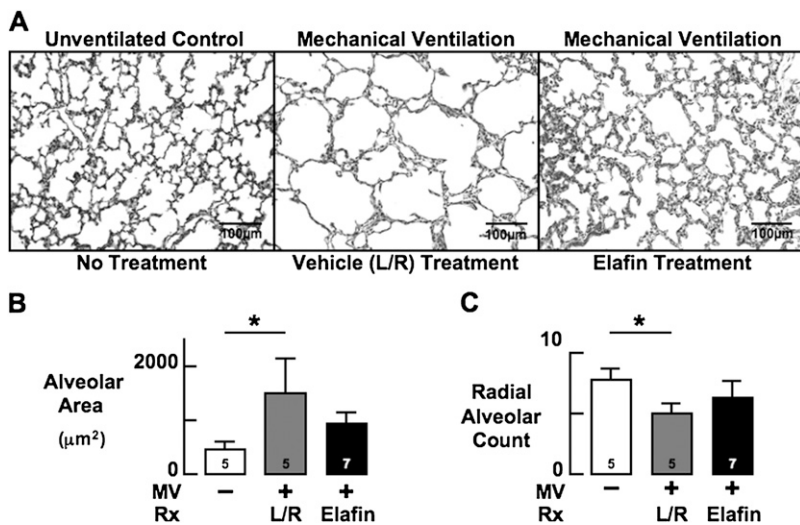 A
Unventilated Control Mechanical Ventilation Mechanical Ventilation
100μm 100μm 100μm
No Treatment Vehicle (L/R) Treatment Elafin Treatment
B
*
2000
Alveolar
Area
(μm²)
0
5 5 7
MV − + +
Rx L/R Elafin
C
*
10
Radial
Alveolar
Count
0
5 5 7
MV − + +
Rx L/R Elafin